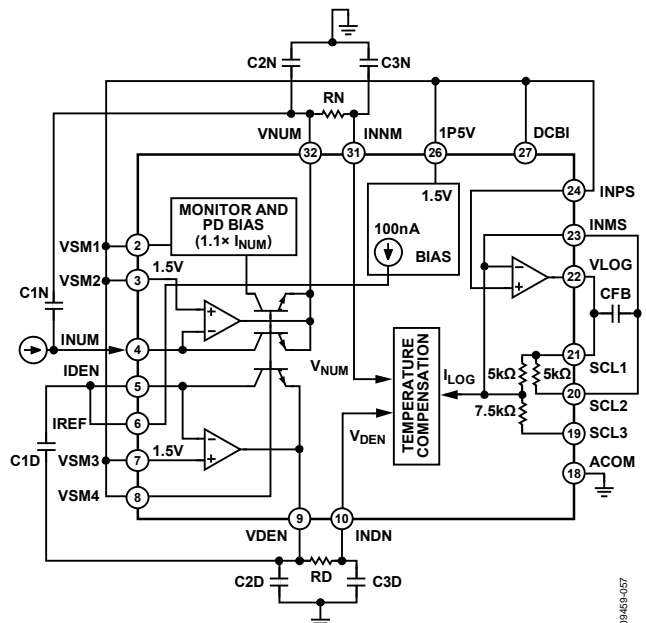 C2N
C3N
RN
VNUM
INNM
1P5V
DCBI
32
31
26
27
24
INPS
MONITOR AND
PD BIAS
(1.1× INUM)
1.5V
100nA
BIAS
23
INMS
VSM1
2
VSM2
3
1.5V
22
VLOG
C1N
CFB
INUM
4
IDEN
5
VNUM
TEMPERATURE
COMPENSATION
ILOG
5kΩ
5kΩ
21
SCL1
20
SCL2
IREF
6
7.5kΩ
19
SCL3
C1D
1.5V
VSM3
7
VDEN
18
ACOM
VSM4
8
9
10
VDEN
INDN
C2D
RD
C3D
09459-057